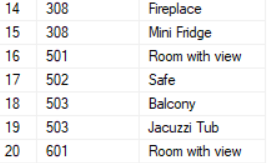 14 308 Fireplace
15 308 Mini Fridge
16 501 Room with view
17 502 Safe
18 503 Balcony
19 503 Jacuzzi Tub
20 601 Room with view